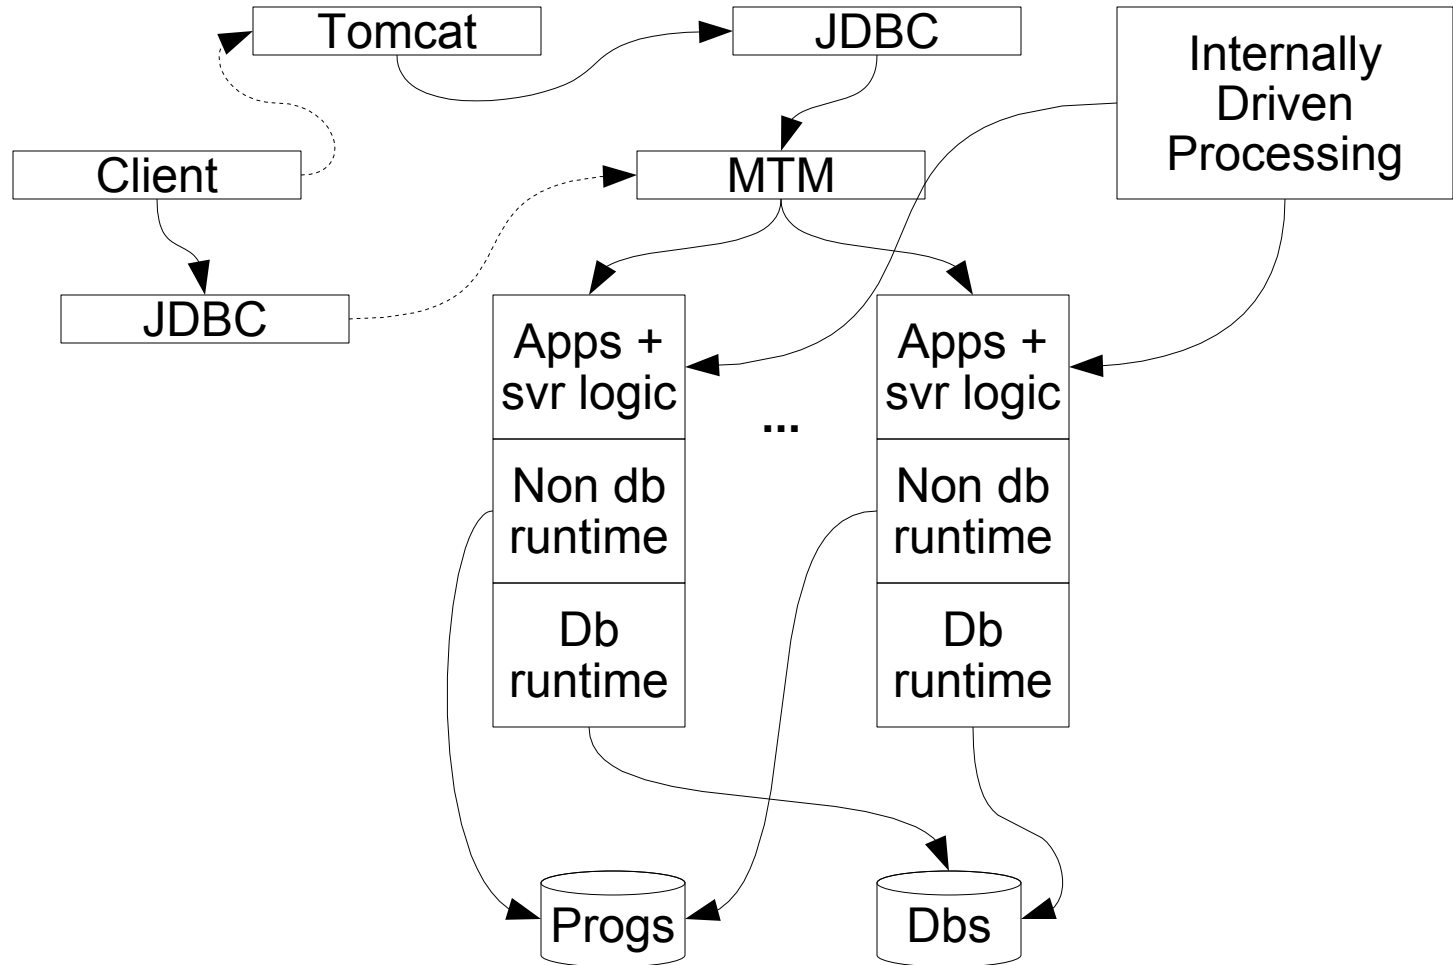 Tomcat
JDBC
Internally
Driven
Processing
Client
MTM
JDBC
Apps +
svr logic
Apps +
svr logic
...
Non db
runtime
Non db
runtime
Db
runtime
Db
runtime
Progs
Dbs